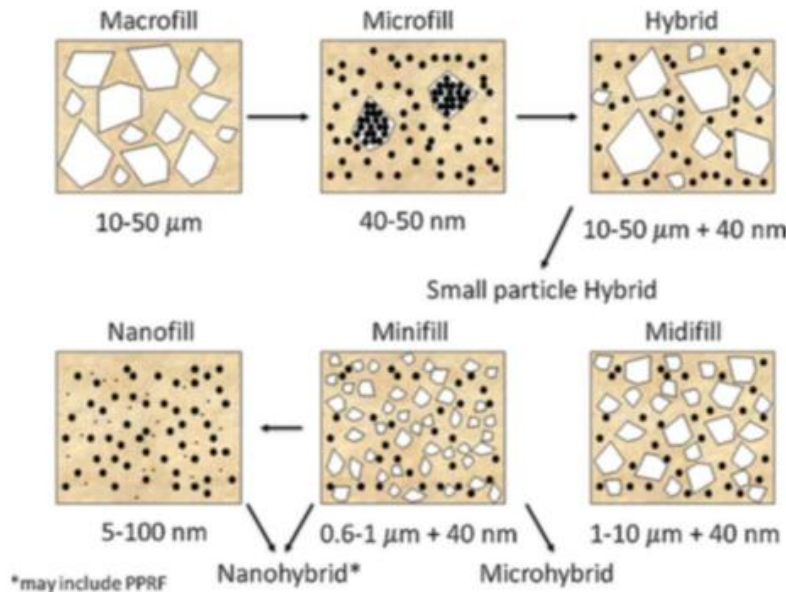 Macrofill Microfill Hybrid
10-50 μm 40-50 nm 10-50 μm + 40 nm
Small particle Hybrid
Nanofill Minifill Midifill
5-100 nm 0.6-1 μm + 40 nm 1-10 μm + 40 nm
*may include PPRF Nanohybrid* Microhybrid